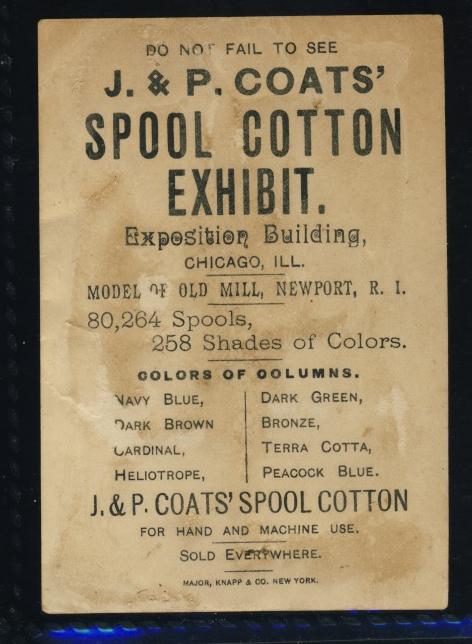 DO NOT FAIL TO SEE
J. & P. COATS'
SPOOL COTTON
EXHIBIT.
Exposition Building,
CHICAGO, ILL.
MODEL OF OLD MILL, NEWPORT, R. I.
80,264 Spools,
258 Shades of Colors.
COLORS OF COLUMNS.
NAVY BLUE,
DARK BROWN
CARDINAL,
HELIOTROPE,
DARK GREEN,
BRONZE,
TERRA COTTA,
PEACOCK BLUE.
J. & P. COATS' SPOOL COTTON
FOR HAND AND MACHINE USE.
SOLD EVERYWHERE.
MAJOR, KNAPP & CO. NEW YORK.